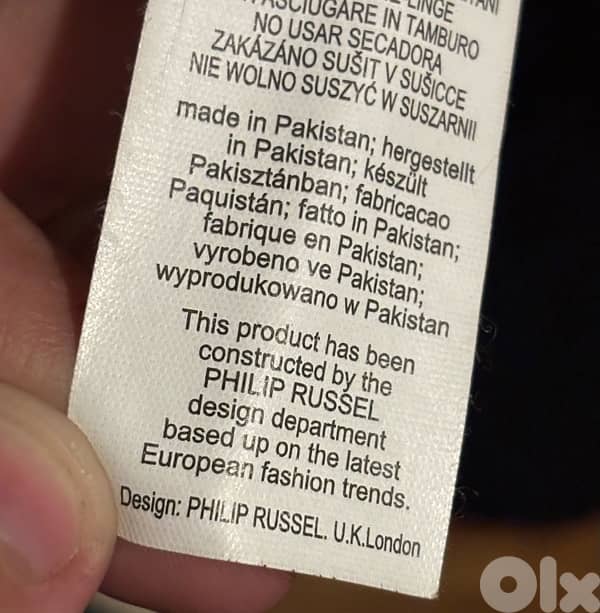 LINGE
ASCIUGARE IN TAMBURO
NO USAR SECADORA
ZAKÁZÁNO SUŠIT V SUŠICCE
NIE WOLNO SUSZYĆ W SUSZARNII
made in Pakistan; hergestellt
in Pakistan; készült
Pakisztánban; fabricacao
Paquistán; fatto in Pakistan;
fabrique en Pakistan;
vyrobeno ve Pakistan;
wyprodukowano w Pakistan
This product has been
constructed by the
PHILIP RUSSEL
design department
based up on the latest
European fashion trends.
Design: PHILIP RUSSEL. U.K.London
Olx